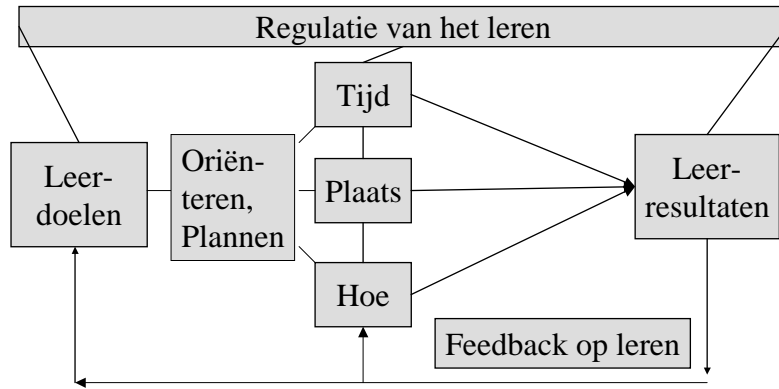 Regulatie van het leren
Tijd
Leer-
doelen
Oriën-
teren,
Plannen
Plaats
Hoe
Leer-
resultaten
Feedback op leren